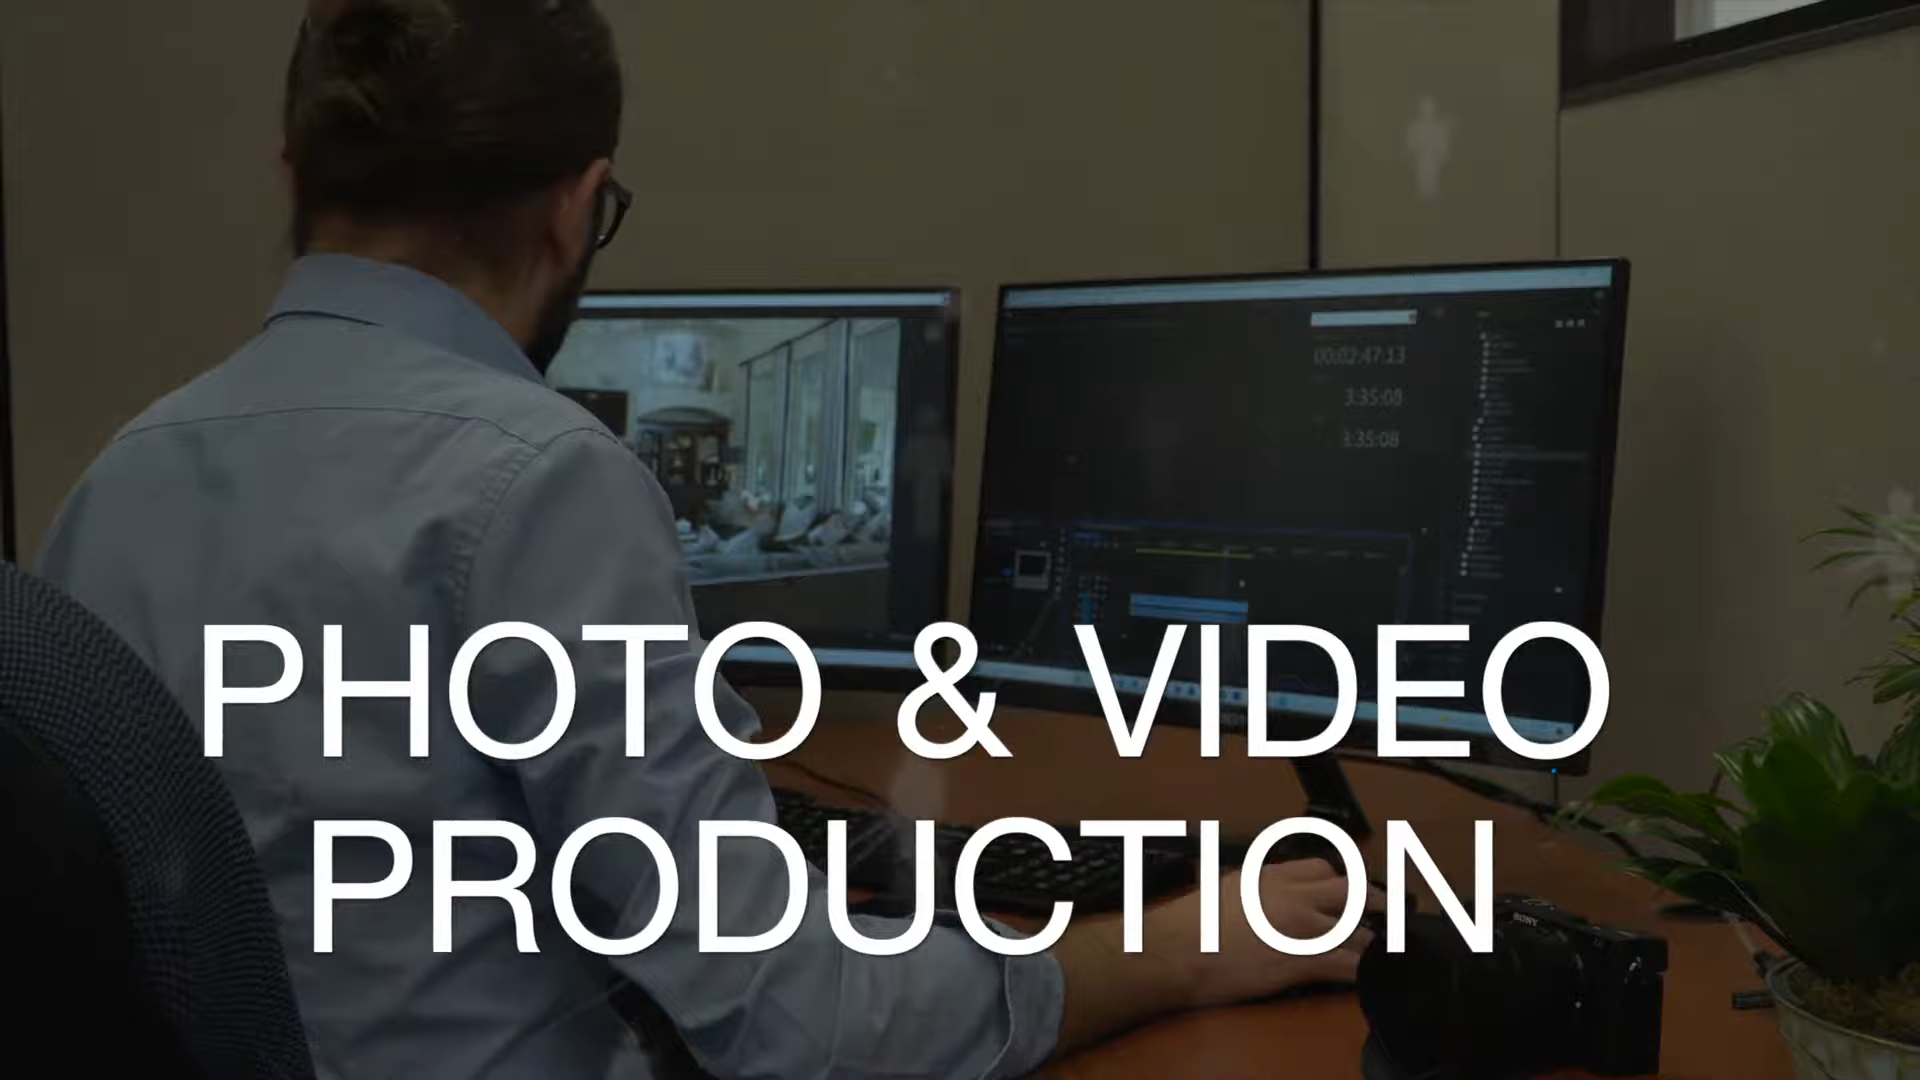 00:02:47:13
3:35:08
3:35:08
PHOTO & VIDEO
PRODUCTION
SONY